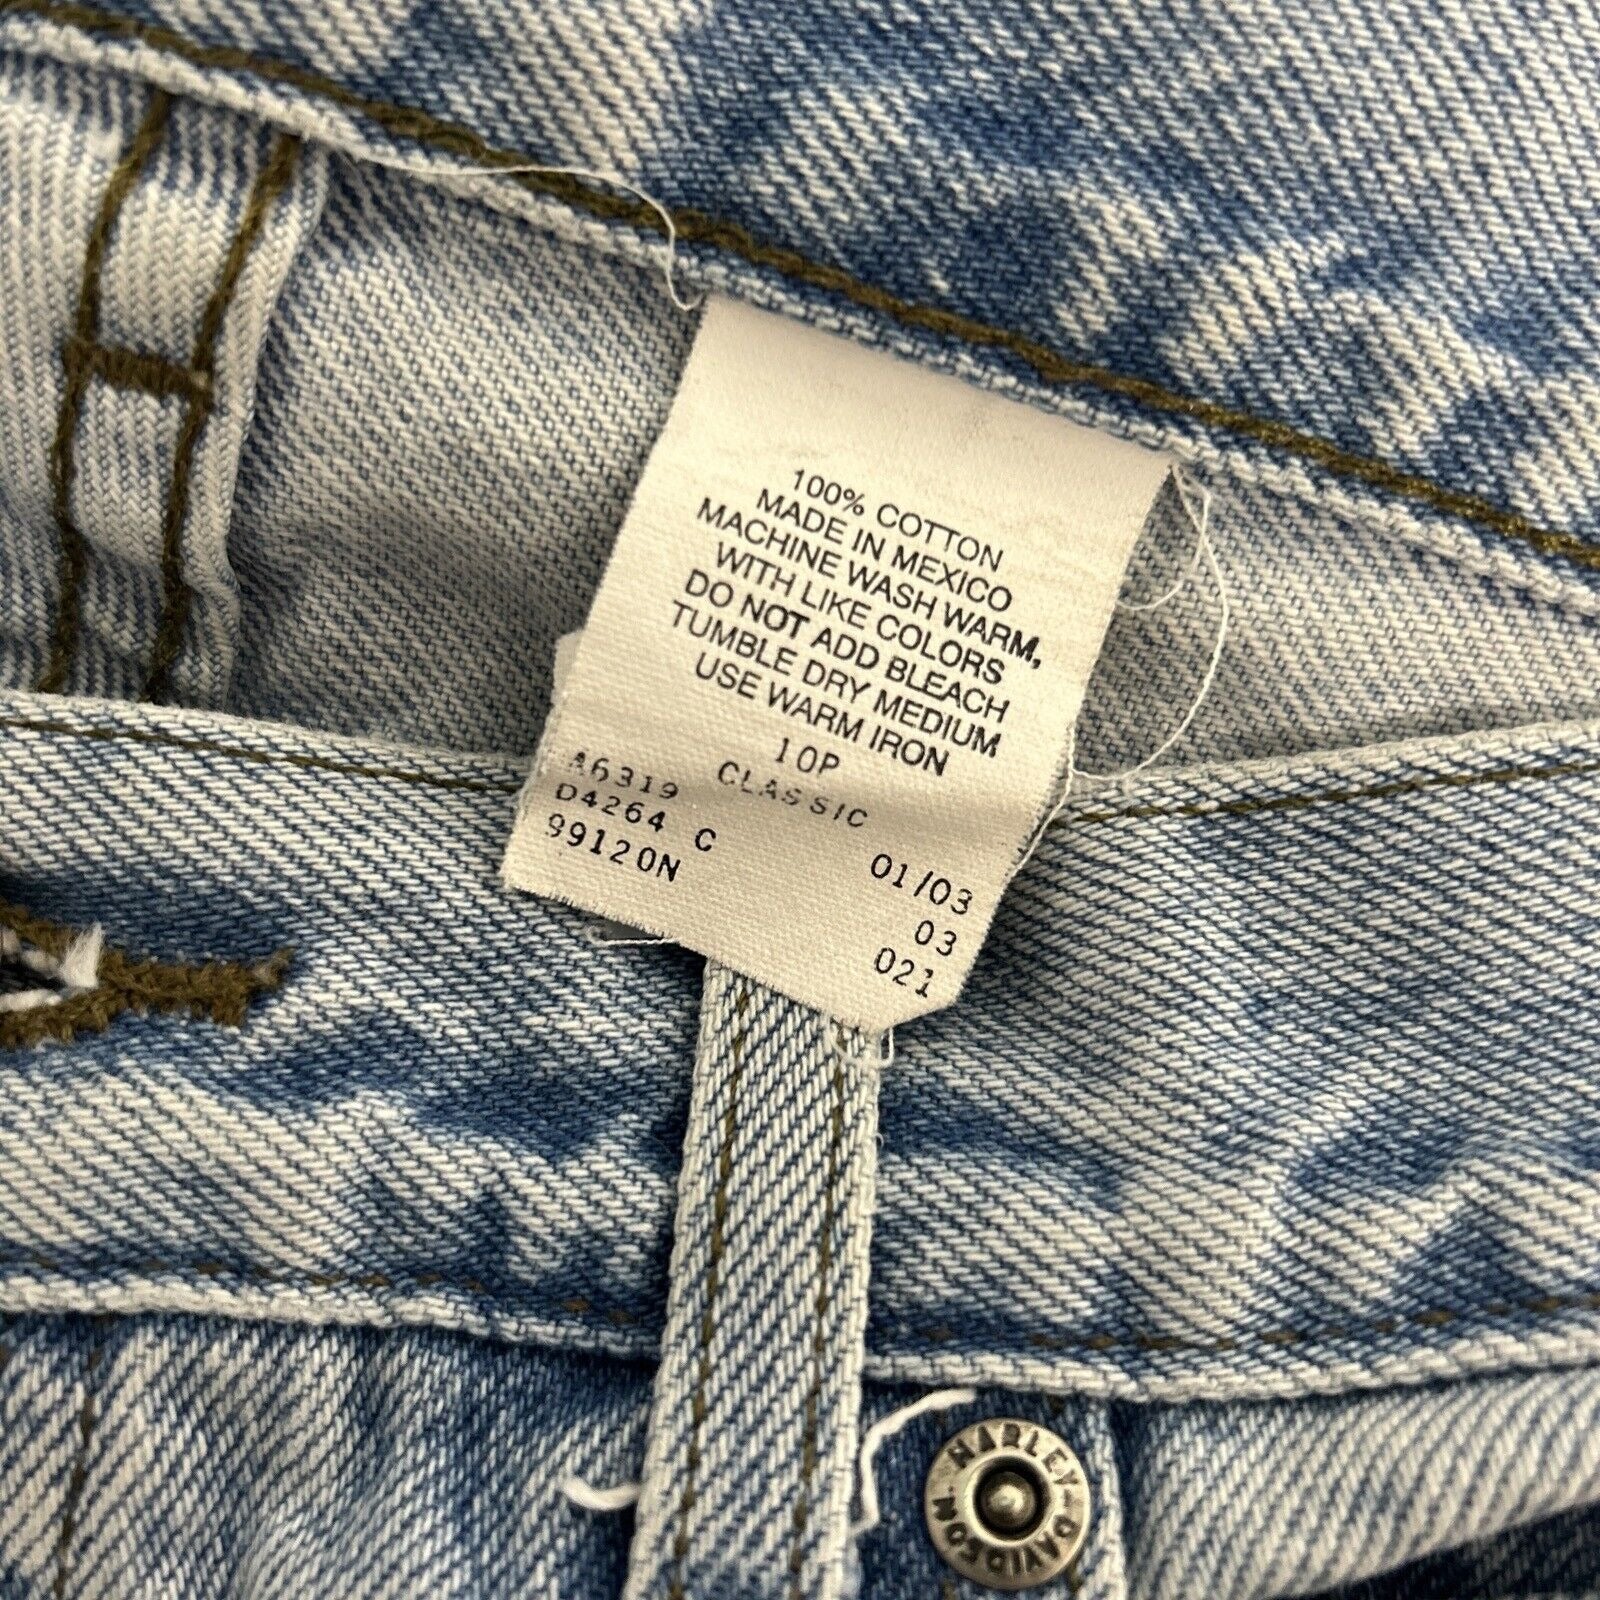 100% COTTON
MADE IN MEXICO
MACHINE WASH WARM,
WITH LIKE COLORS
DO NOT ADD BLEACH
TUMBLE DRY MEDIUM
USE WARM IRON
10P
A6319 CLASSIC
D4264 C 01/03
99120N 03
021
HARLEY-DAVIDSON